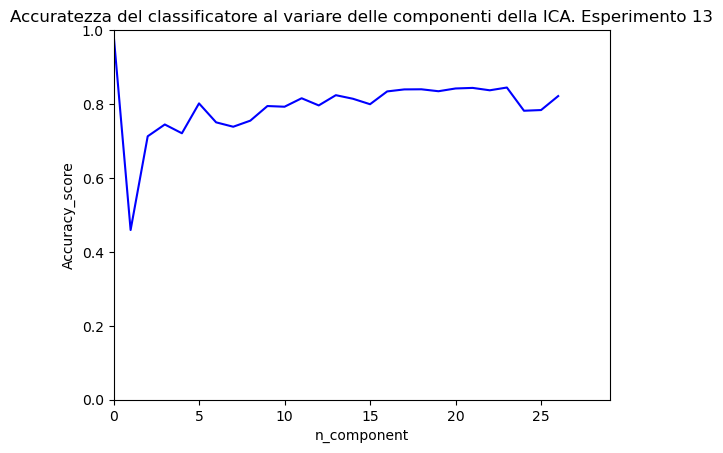 Accuratezza del classificatore al variare delle componenti della ICA. Esperimento 13
1.0
0.8
0.6
0.4
0.2
0.0
Accuracy_score
0 5 10 15 20 25
n_component